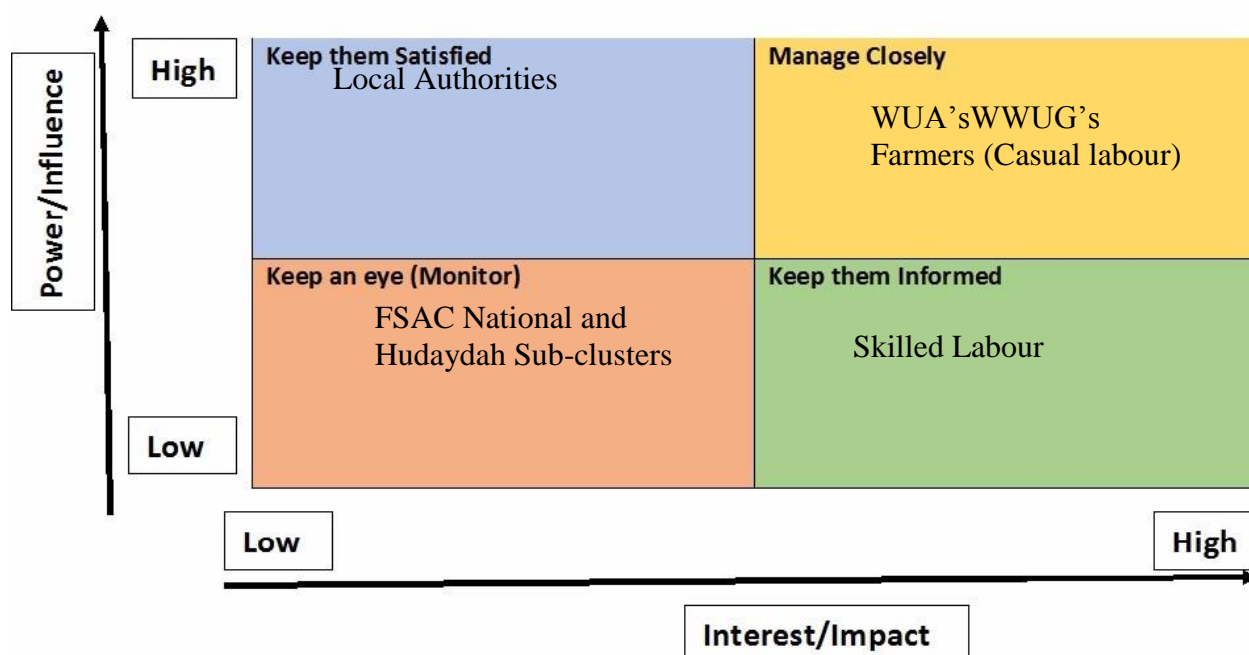 Power/Influence
High
Keep them Satisfied
Local Authorities
Manage Closely
WUA’sWWUG’s
Farmers (Casual labour)
Keep an eye (Monitor)
FSAC National and
Hudaydah Sub-clusters
Keep them Informed
Skilled Labour
Low
Low
High
Interest/Impact